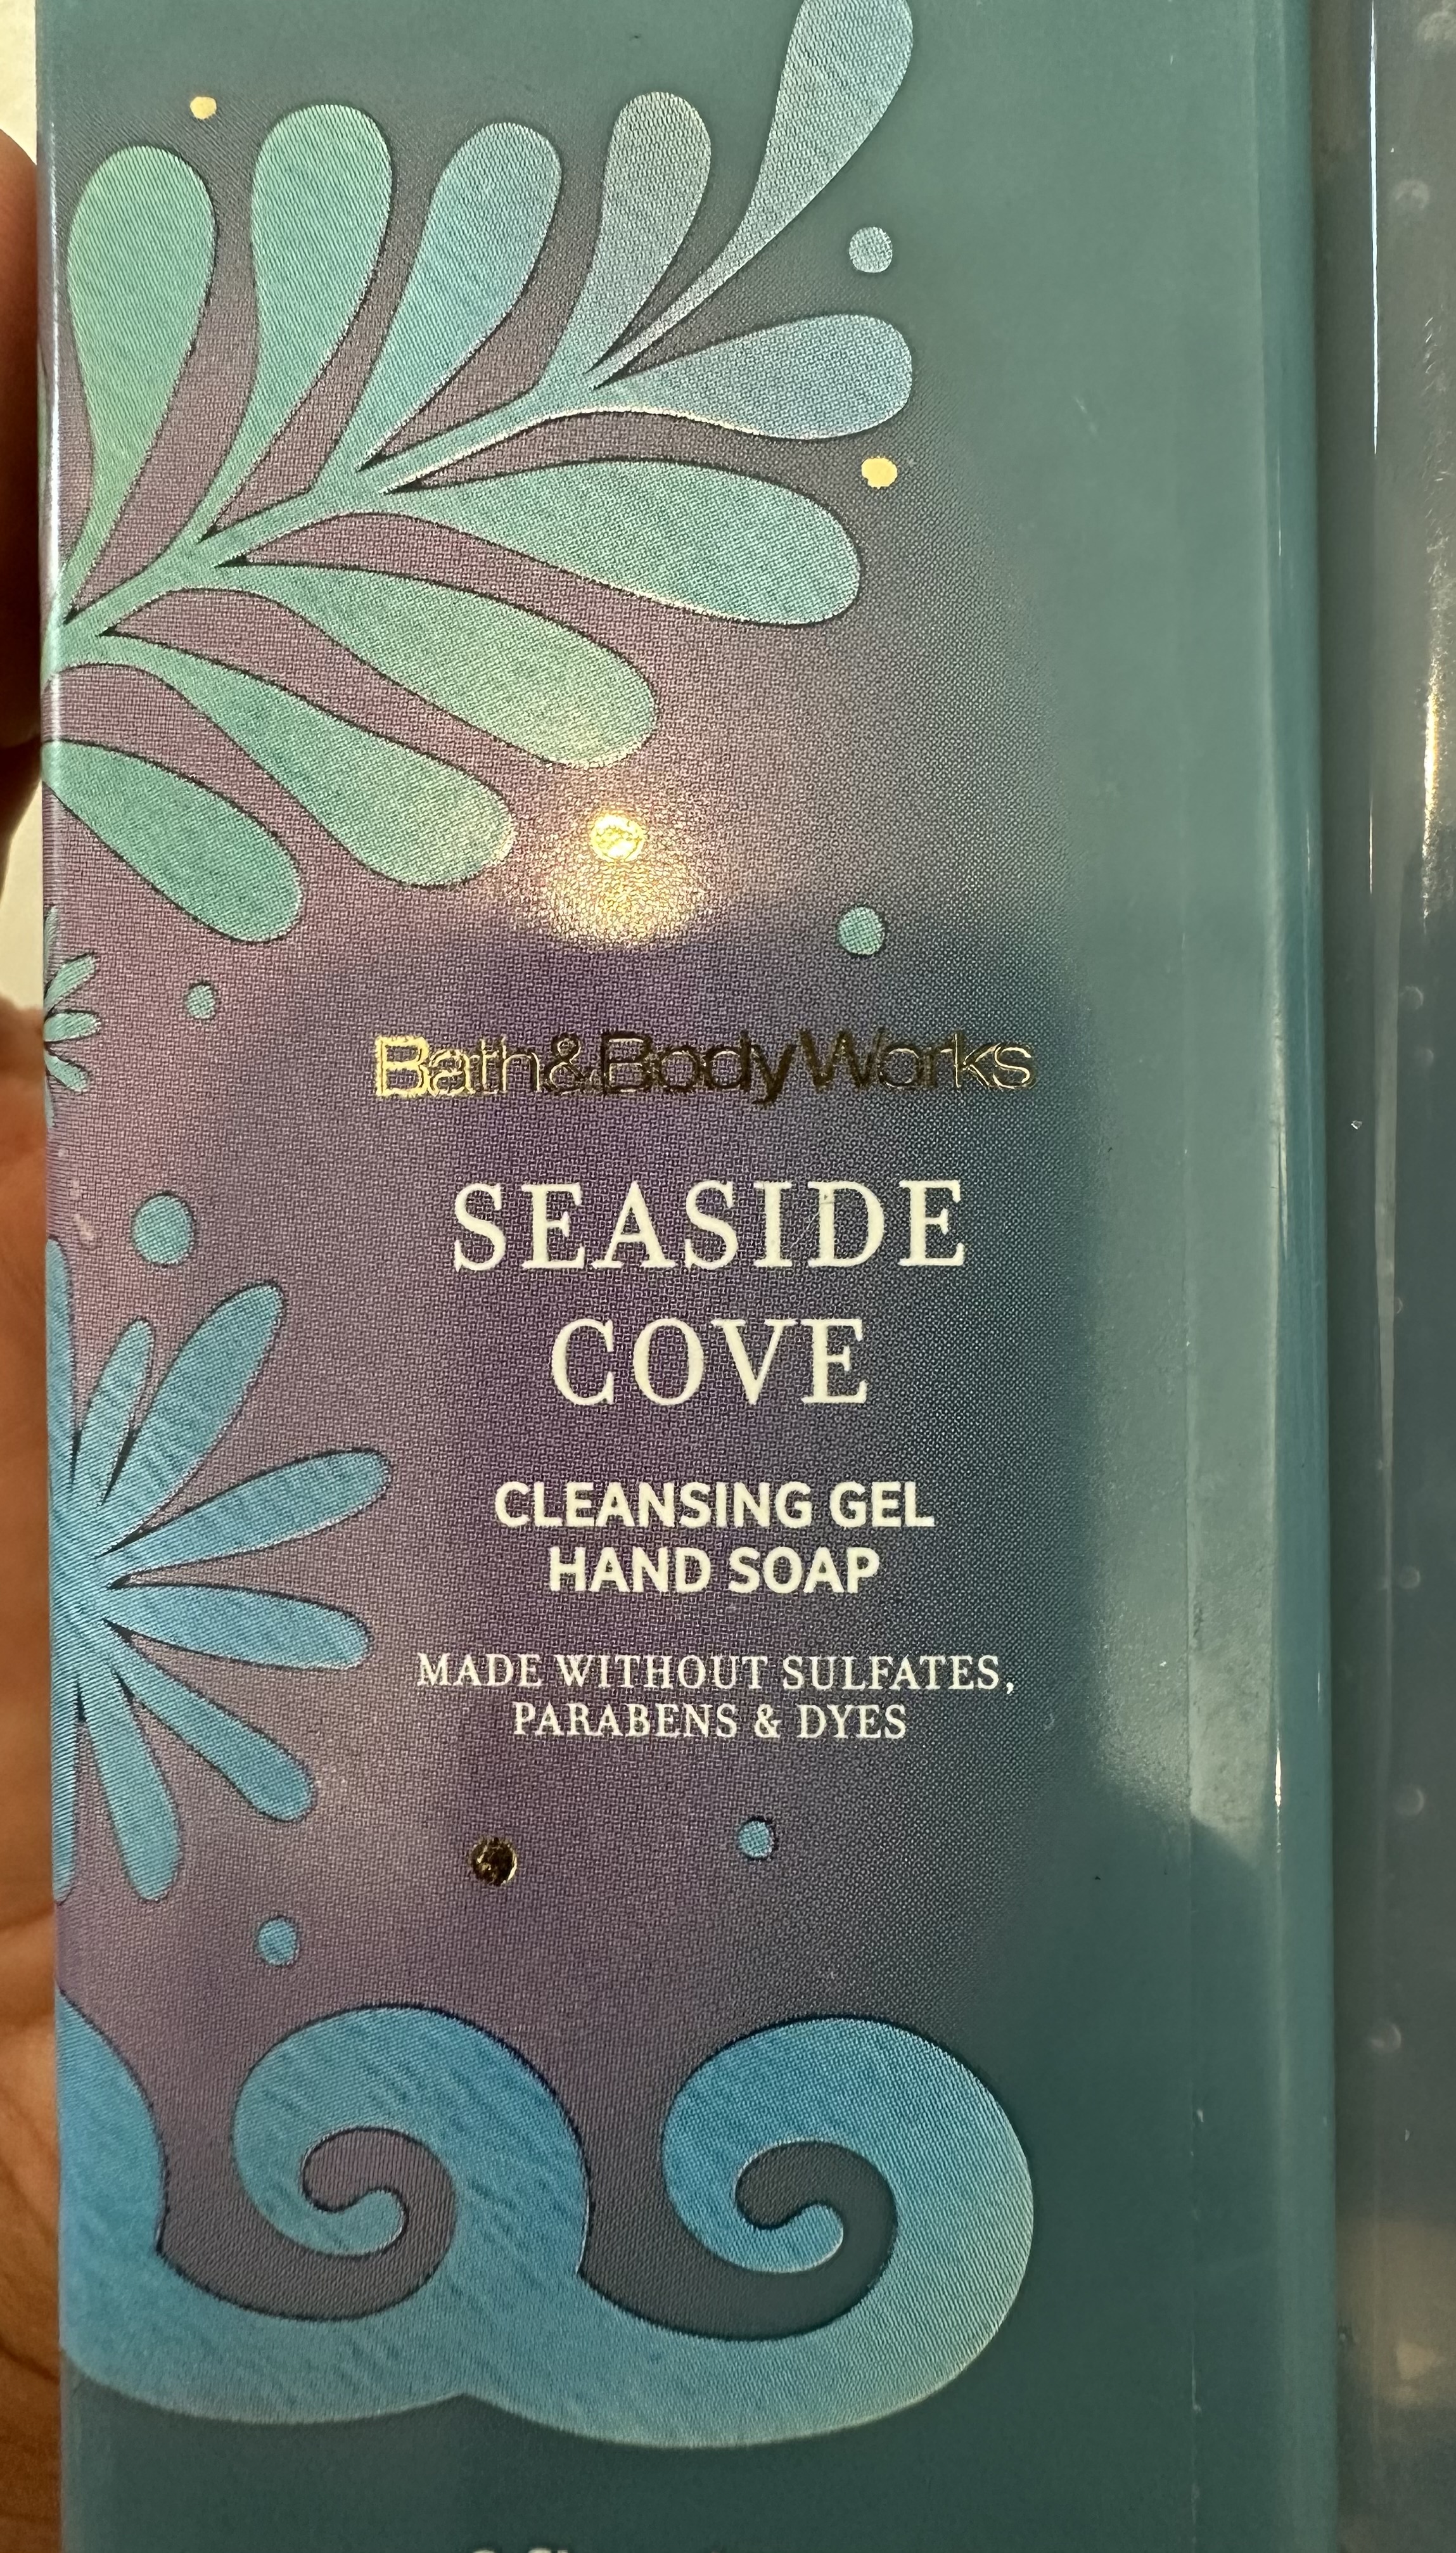 Bath&BodyWorks
SEASIDE
COVE
CLEANSING GEL
HAND SOAP
MADE WITHOUT SULFATES,
PARABENS & DYES